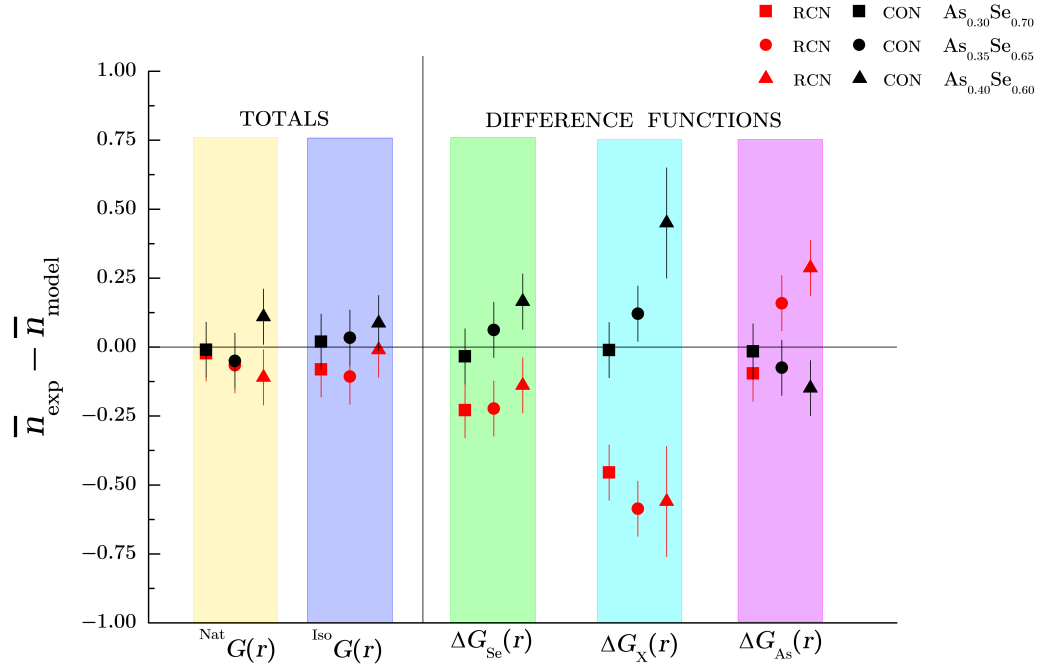 RCN CON As0.30Se0.70
RCN CON As0.35Se0.65
RCN CON As0.40Se0.60
1.00
TOTALS
DIFFERENCE FUNCTIONS
0.75
0.50
0.25
0.00
−0.25
−0.50
−0.75
−1.00
n̅exp − n̅model
NatG(r)
IsoG(r)
ΔGSe(r)
ΔGX(r)
ΔGAs(r)